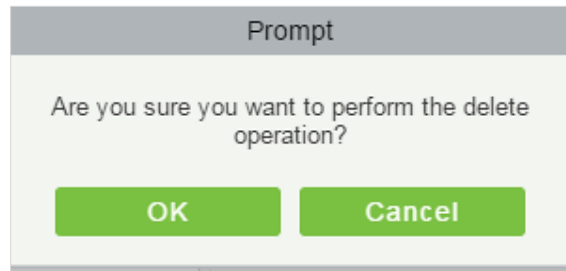 Prompt
Are you sure you want to perform the delete
operation?
OK
Cancel